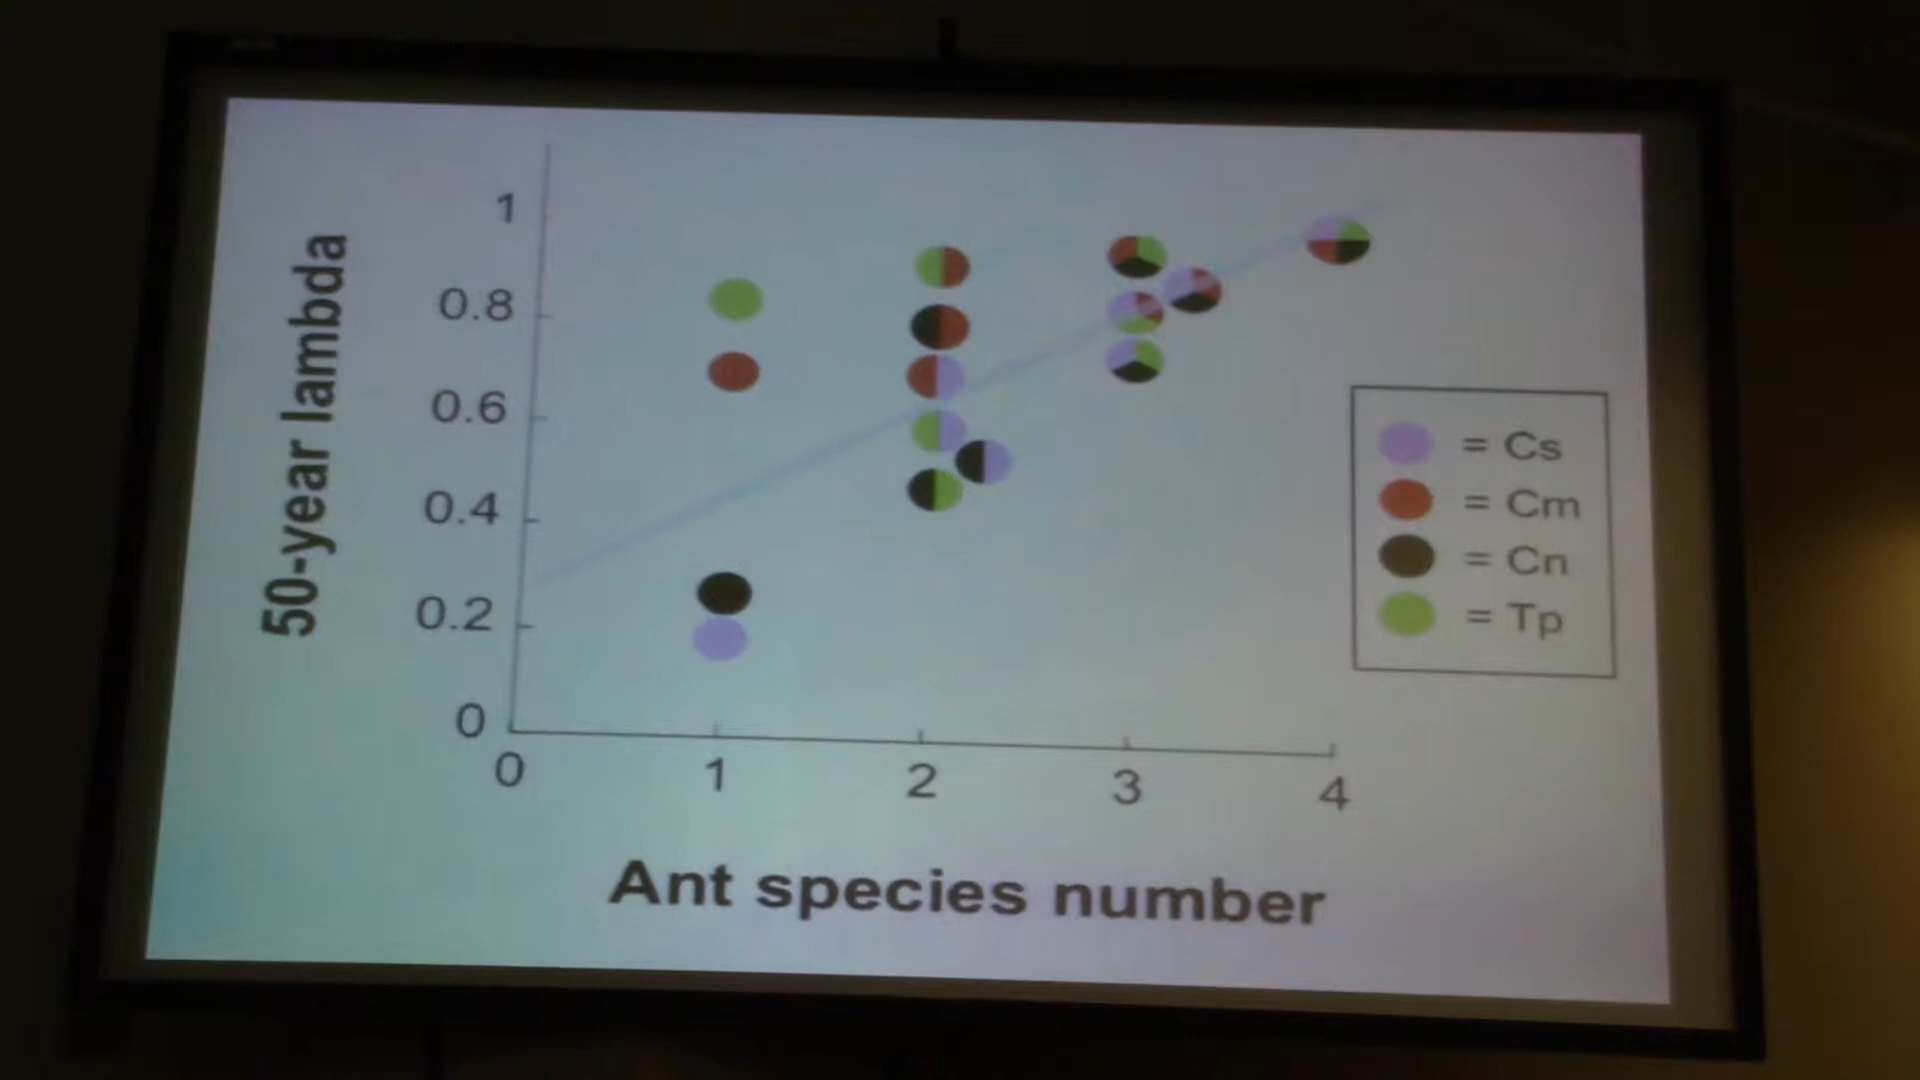 50-year lambda
1
0.8
0.6
0.4
0.2
0
0 1 2 3 4
Ant species number
= Cs
= Cm
= Cn
= Tp